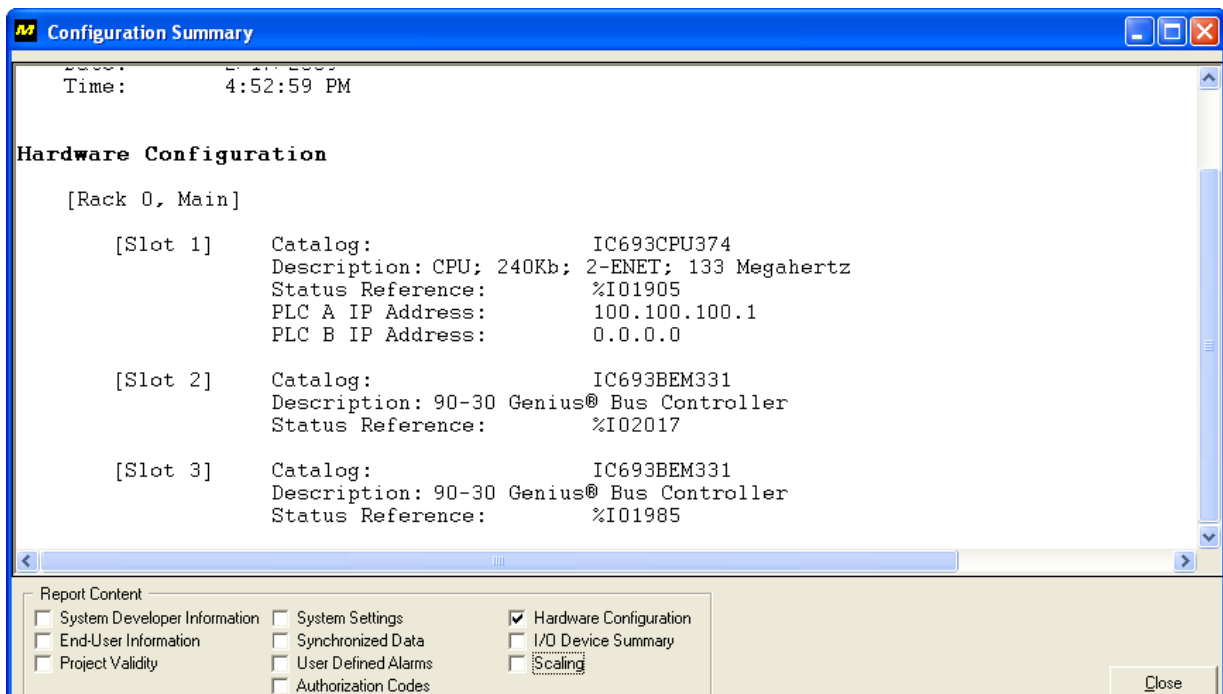 Configuration Summary
Time: 4:52:59 PM
Hardware Configuration
[Rack 0, Main]
[Slot 1] Catalog: IC693CPU374
Description: CPU; 240Kb; 2-ENET; 133 Megahertz
Status Reference: %I01905
PLC A IP Address: 100.100.100.1
PLC B IP Address: 0.0.0.0
[Slot 2] Catalog: IC693BEM331
Description: 90-30 Genius® Bus Controller
Status Reference: %I02017
[Slot 3] Catalog: IC693BEM331
Description: 90-30 Genius® Bus Controller
Status Reference: %I01985
Report Content
System Developer Information System Settings Hardware Configuration
End-User Information Synchronized Data I/O Device Summary
Project Validity User Defined Alarms Scaling
Authorization Codes
Close